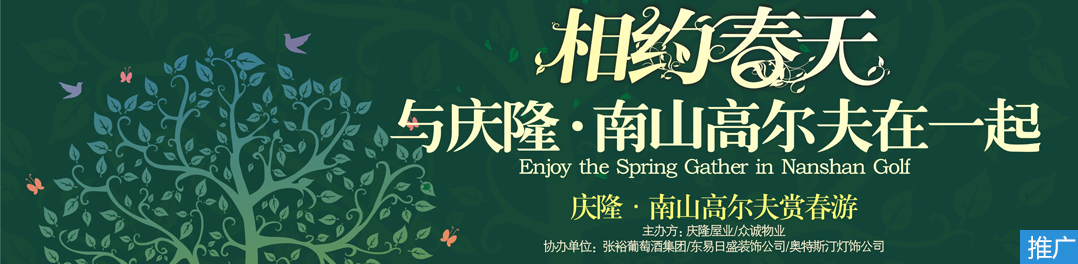 相约春天
与庆隆·南山高尔夫在一起
Enjoy the Spring Gather in Nanshan Golf
庆隆·南山高尔夫赏春游
主办方：庆隆屋业/众诚物业
协办单位：张裕葡萄酒集团/东易日盛装饰公司/奥特斯汀灯饰公司
推广